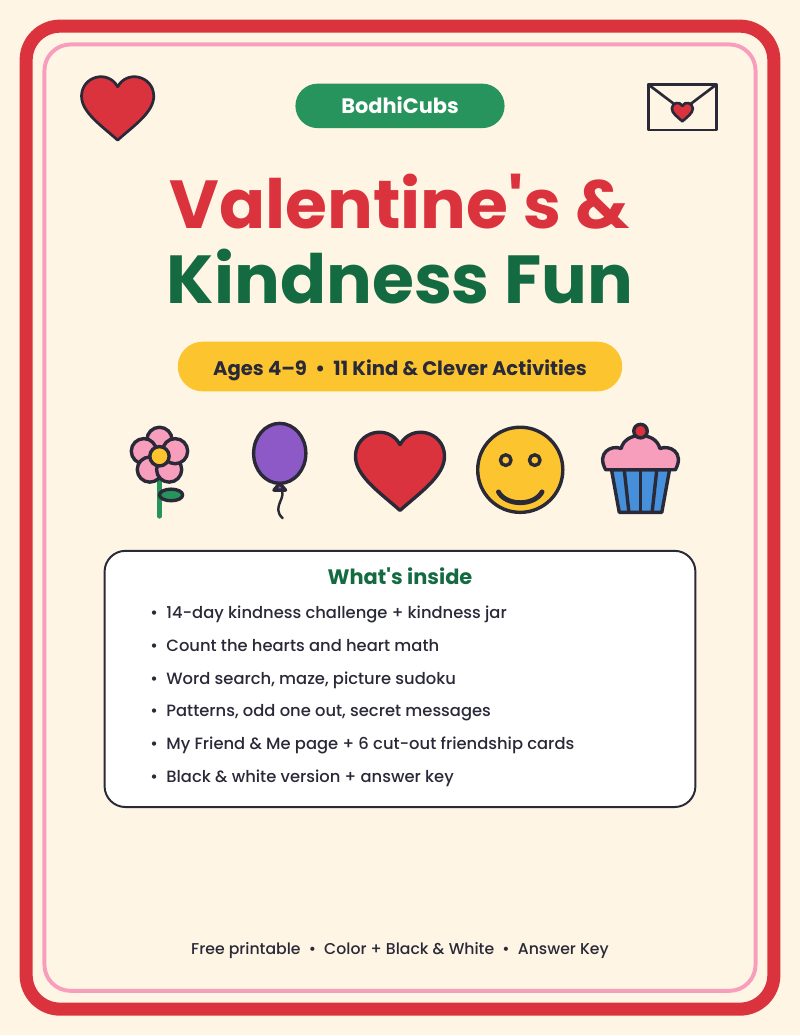 BodhiCubs
Valentine's &
Kindness Fun
Ages 4–9 • 11 Kind & Clever Activities
What's inside
• 14-day kindness challenge + kindness jar
• Count the hearts and heart math
• Word search, maze, picture sudoku
• Patterns, odd one out, secret messages
• My Friend & Me page + 6 cut-out friendship cards
• Black & white version + answer key
Free printable • Color + Black & White • Answer Key